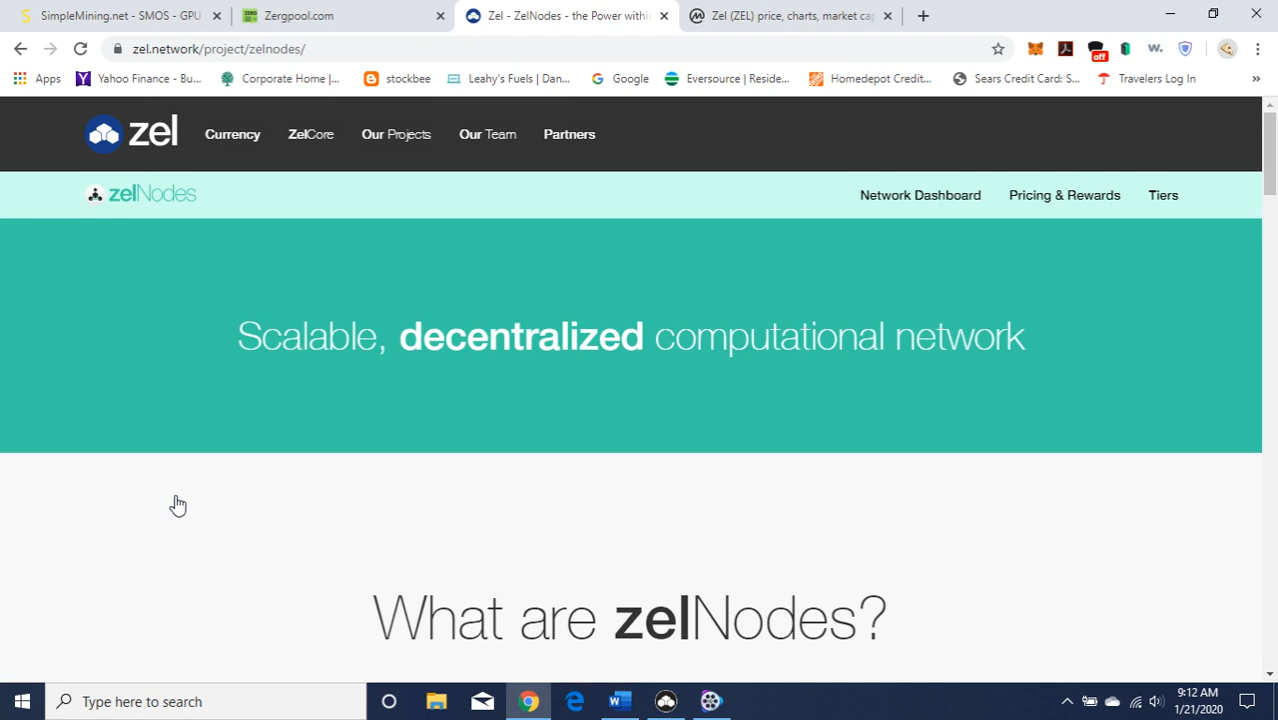 SimpleMining.net - SMOS - GPU
Zergpool.com
Zel - ZelNodes - the Power within
Zel (ZEL) price, charts, market cap
zel.network/project/zelnodes/
off
Apps
Yahoo Finance - Bu...
Corporate Home |...
stockbee
Leahy's Fuels | Dan...
Google
Eversource | Reside...
Homedepot Credit...
Sears Credit Card: S...
Travelers Log In
zel
Currency
ZelCore
Our Projects
Our Team
Partners
zelNodes
Network Dashboard
Pricing & Rewards
Tiers
Scalable, decentralized computational network
What are zelNodes?
Type here to search
9:12 AM
1/21/2020